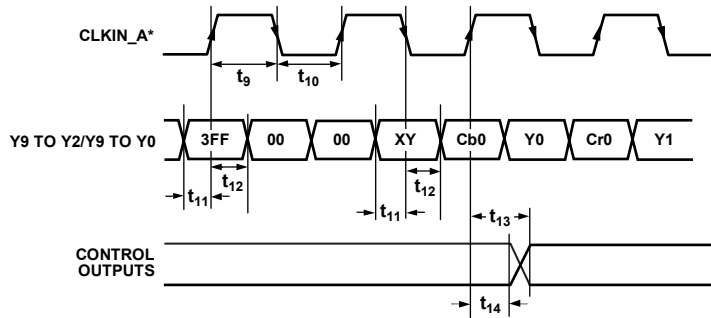 CLKIN_A*
t9
t10
Y9 TO Y2/Y9 TO Y0
3FF
00
00
XY
Cb0
Y0
Cr0
Y1
t11
t12
t11
t12
t13
CONTROL
OUTPUTS
t14